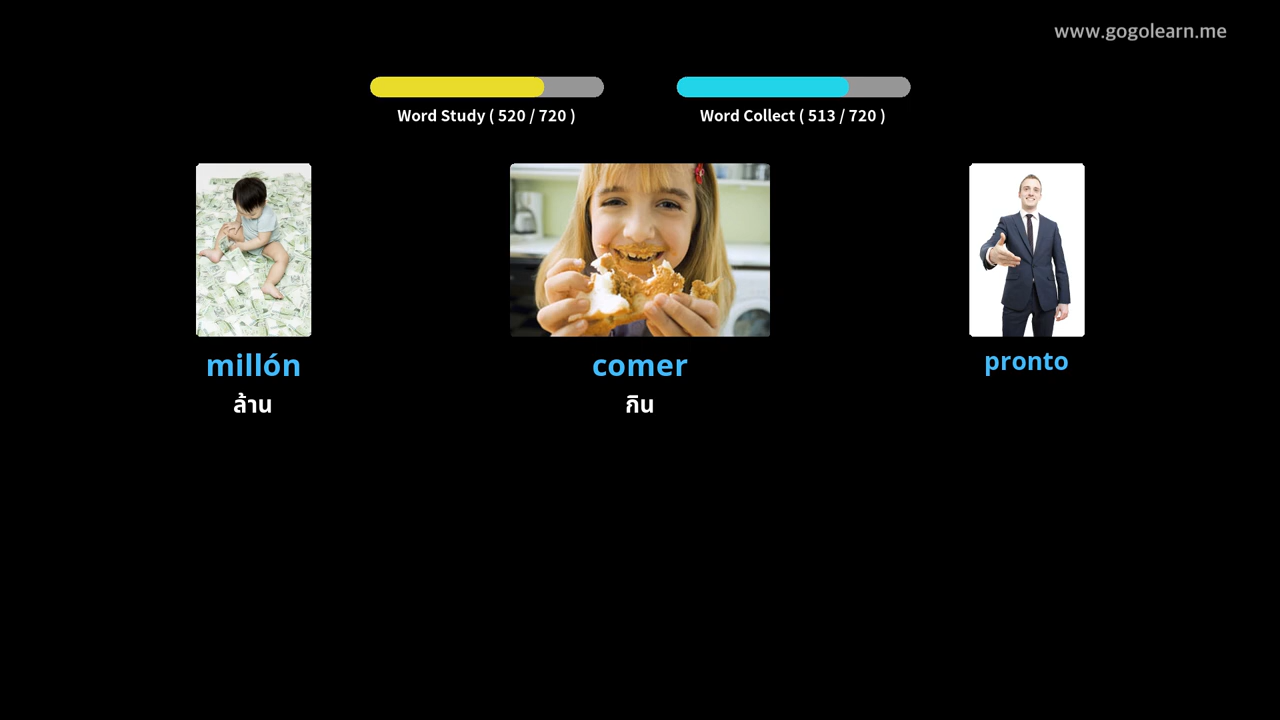 www.gogolearn.me
Word Study ( 520 / 720 )
Word Collect ( 513 / 720 )
millón
ล้าน
comer
กิน
pronto